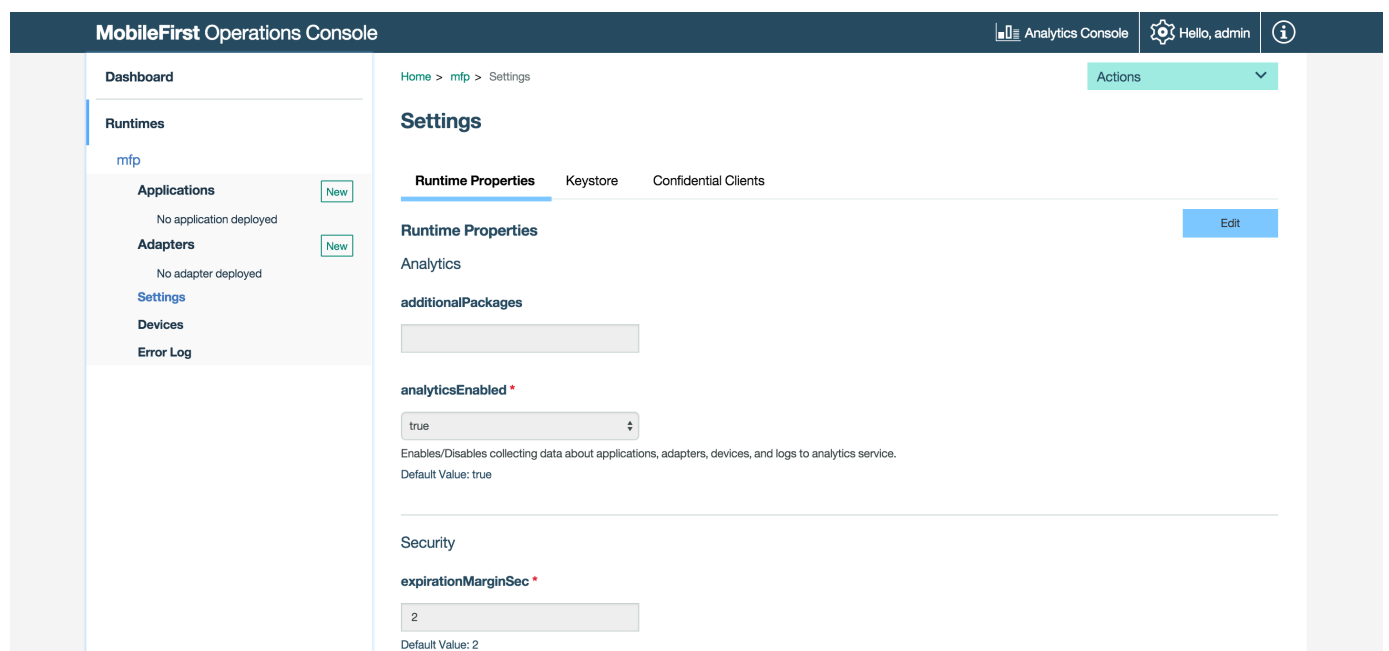 MobileFirst Operations Console
Analytics Console
Hello, admin
Dashboard
Runtimes
mfp
Applications New
No application deployed
Adapters New
No adapter deployed
Settings
Devices
Error Log
Home > mfp > Settings
Actions
Settings
Runtime Properties Keystore Confidential Clients
Runtime Properties
Edit
Analytics
additionalPackages
analyticsEnabled *
true
Enables/Disables collecting data about applications, adapters, devices, and logs to analytics service.
Default Value: true
Security
expirationMarginSec *
2
Default Value: 2